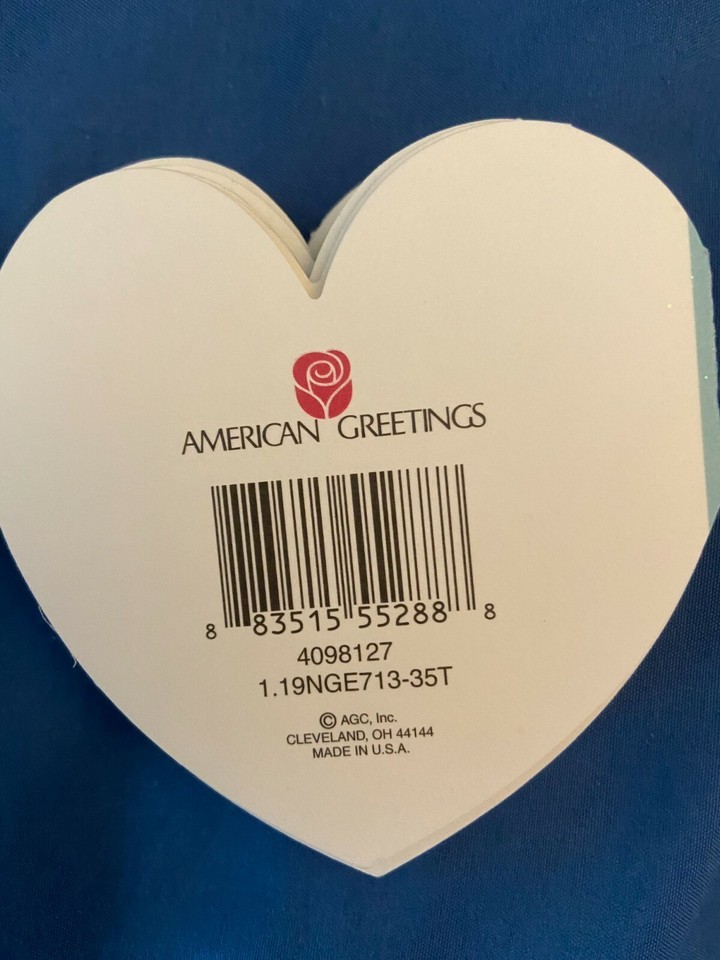 AMERICAN GREETINGS
8 83515 55288 8
4098127
1.19NGE713-35T
© AGC, Inc.
CLEVELAND, OH 44144
MADE IN U.S.A.